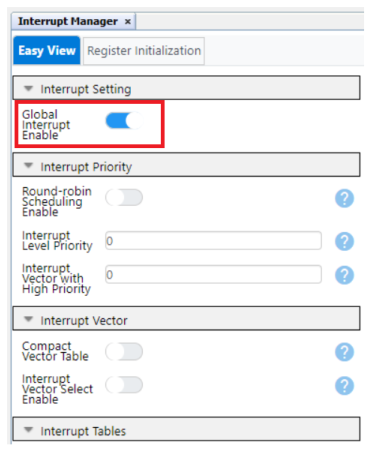 Interrupt Manager ×
Easy View Register Initialization
Interrupt Setting
Global
Interrupt
Enable
Interrupt Priority
Round-robin
Scheduling
Enable
?
Interrupt
Level Priority
0
?
Interrupt
Vector with
High Priority
0
?
Interrupt Vector
Compact
Vector Table
?
Interrupt
Vector Select
Enable
?
Interrupt Tables